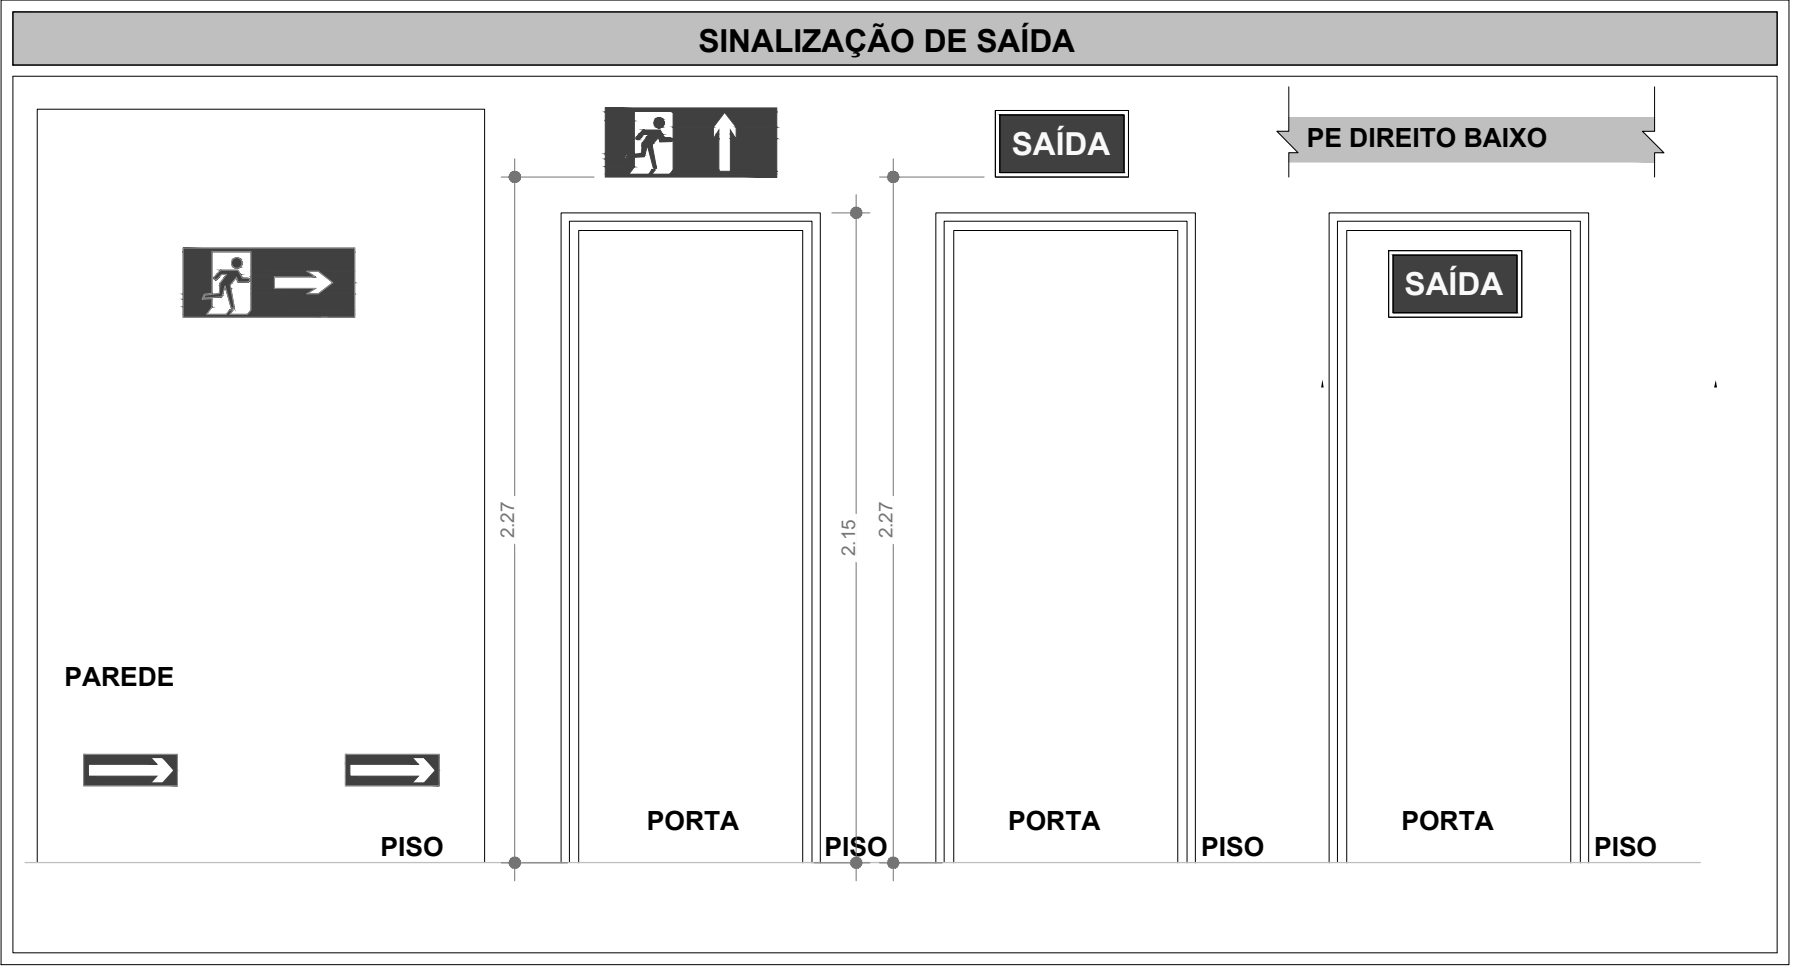 SINALIZAÇÃO DE SAÍDA
SAÍDA
PE DIREITO BAIXO
SAÍDA
2.27
2.15
2.27
PAREDE
PORTA
PORTA
PORTA
PISO
PISO
PISO
PISO